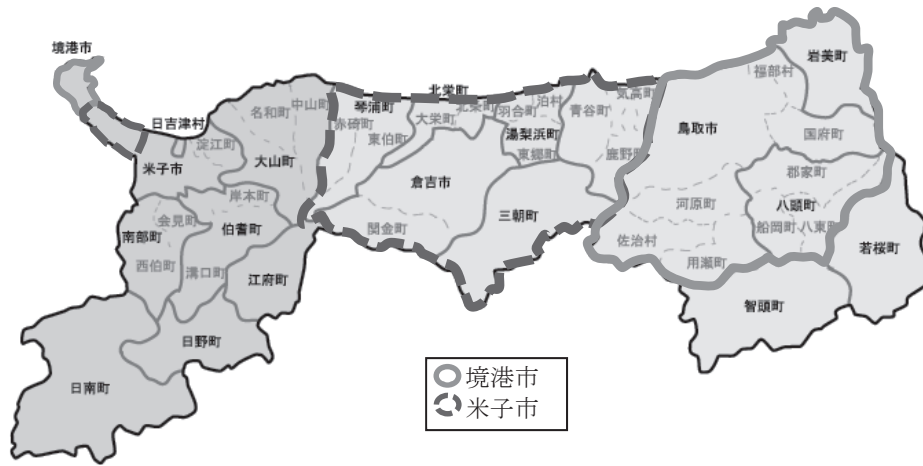 境港市
岩美町
福部村
北栄町
気高町
泊村
日吉津村
名和町
中山町
琴浦町
北条町
羽合町
青谷町
赤碕町
大栄町
鳥取市
国府町
淀江町
東伯町
湯梨浜町
米子市
大山町
東郷町
鹿野町
郡家町
倉吉市
岸本町
八頭町
会見町
三朝町
河原町
南部町
伯耆町
関金町
船岡町
八東町
若桜町
西伯町
溝口町
江府町
佐治村
用瀬町
智頭町
日野町
日南町
境港市
米子市